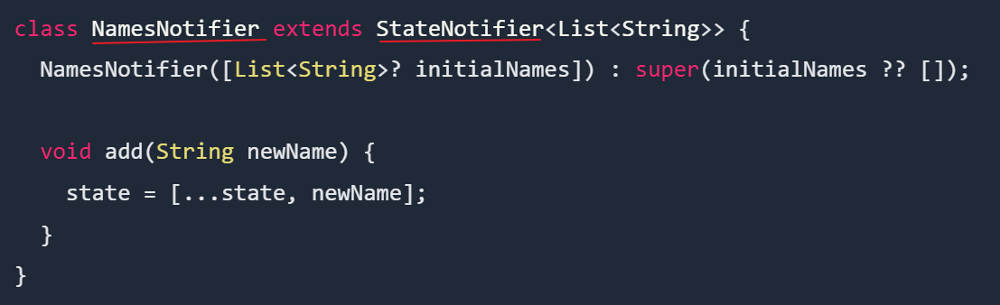 class NamesNotifier extends StateNotifier<List<String>> {
  NamesNotifier([List<String>? initialNames]) : super(initialNames ?? []);

  void add(String newName) {
    state = [...state, newName];
  }
}